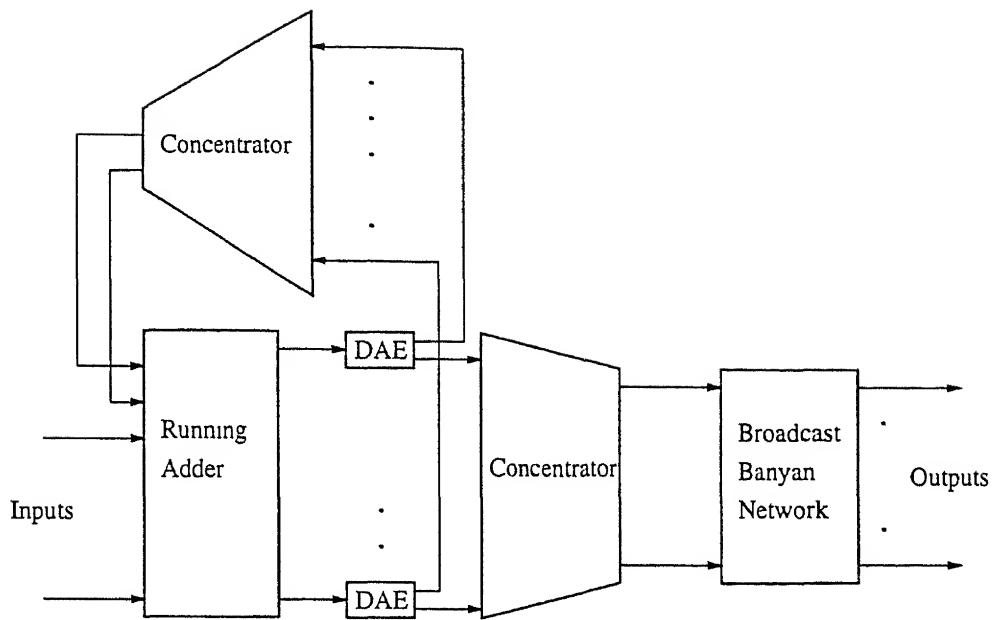 Concentrator
DAE
Running
Adder
Inputs
Concentrator
Broadcast
Banyan
Network
Outputs
DAE